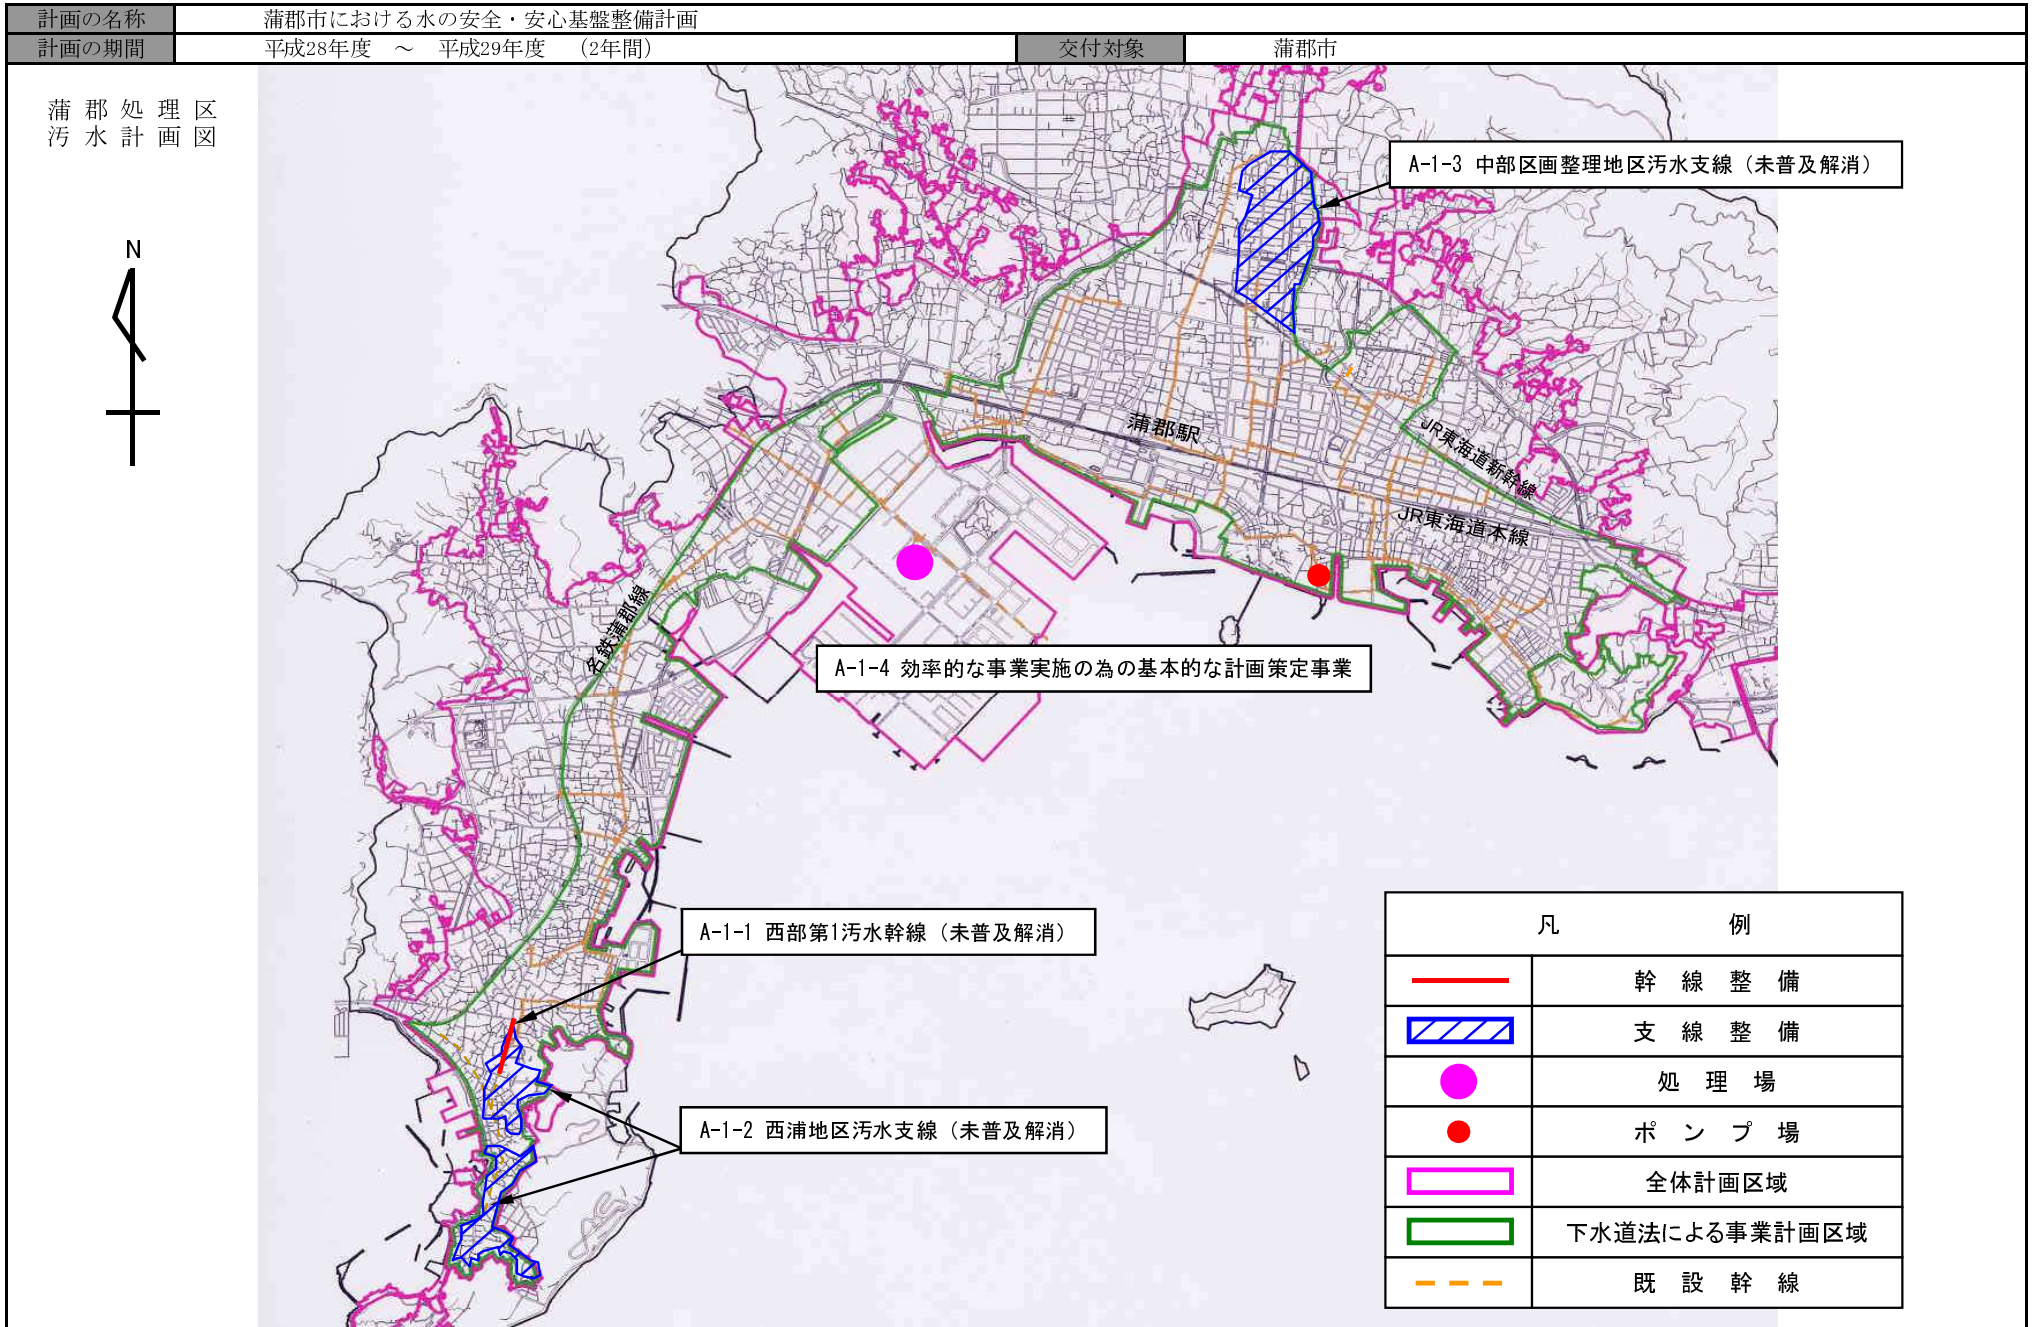 計画の名称 蒲郡市における水の安全・安心基盤整備計画
計画の期間 平成28年度 ～ 平成29年度 （2年間） 交付対象 蒲郡市
蒲郡処理区
汚水計画図
N
A-1-3 中部区画整理地区汚水支線（未普及解消）
蒲郡駅
JR東海道新幹線
JR東海道本線
名鉄蒲郡線
A-1-4 効率的な事業実施の為の基本的な計画策定事業
A-1-1 西部第1汚水幹線（未普及解消）
A-1-2 西浦地区汚水支線（未普及解消）
凡例
幹線整備
支線整備
処理場
ポンプ場
全体計画区域
下水道法による事業計画区域
既設幹線